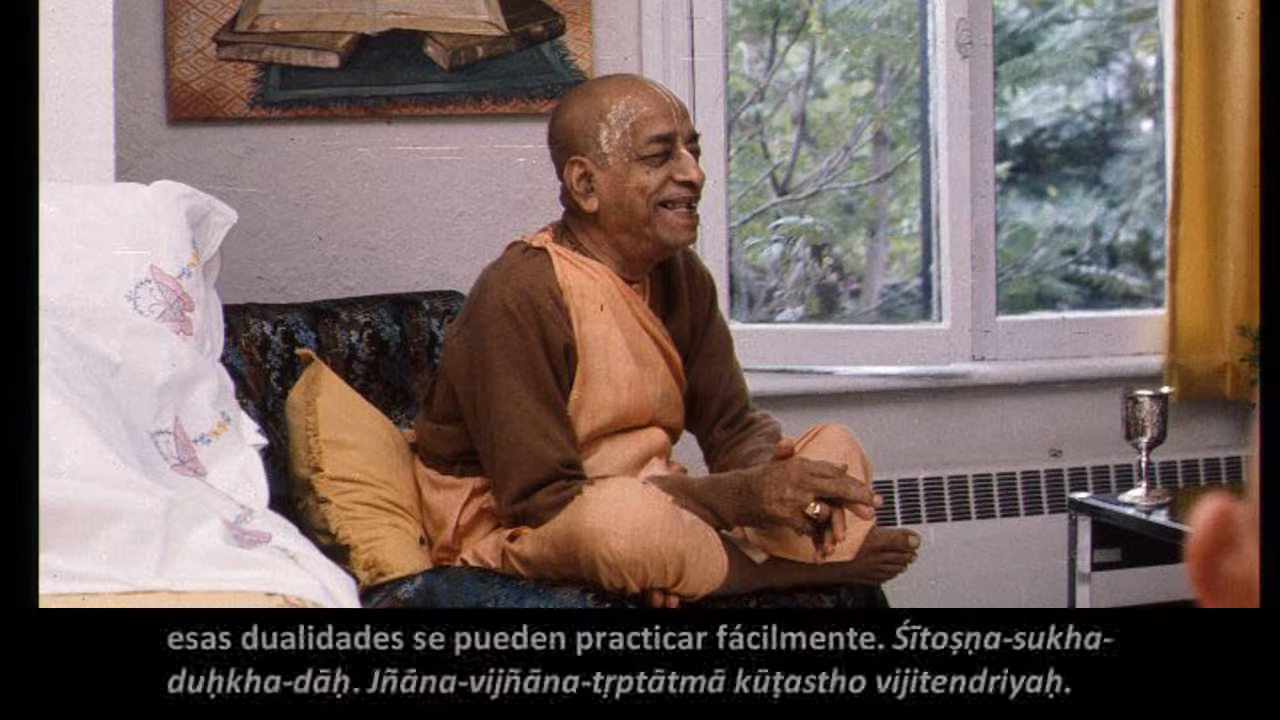 esas dualidades se pueden practicar fácilmente. Śītoṣṇa-sukha-
duḥkha-dāḥ. Jñāna-vijñāna-tṛptātmā kūṭastho vijitendriyaḥ.